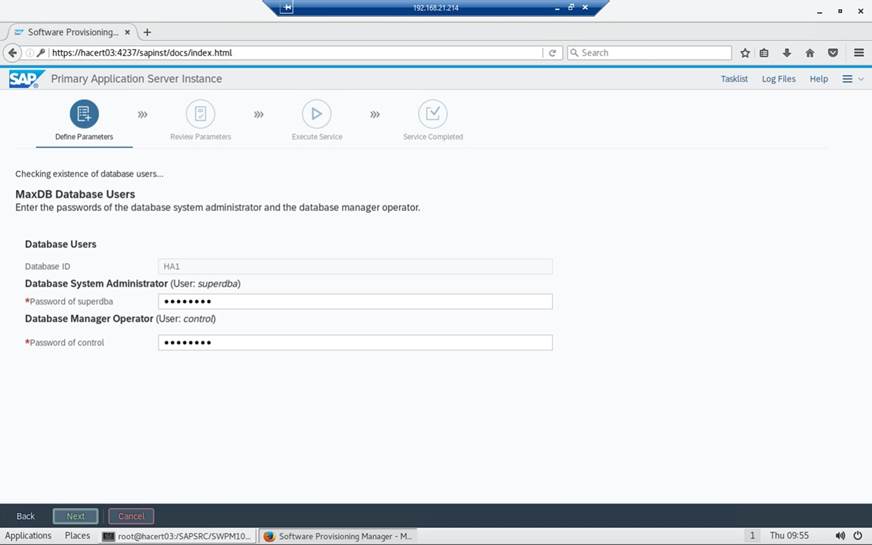 192.168.21.214
Software Provisioning...
https://hacert03:4237/sapinst/docs/index.html
Search
SAP Primary Application Server Instance
Tasklist Log Files Help
Define Parameters Review Parameters Execute Service Service Completed
Checking existence of database users...
MaxDB Database Users
Enter the passwords of the database system administrator and the database manager operator.
Database Users
Database ID HA1
Database System Administrator (User: superdba)
*Password of superdba ●●●●●●●●
Database Manager Operator (User: control)
*Password of control ●●●●●●●●
Back Next Cancel
Applications Places root@hacert03:/SAPSRC/SWPM10... Software Provisioning Manager - M... 1 Thu 09:55